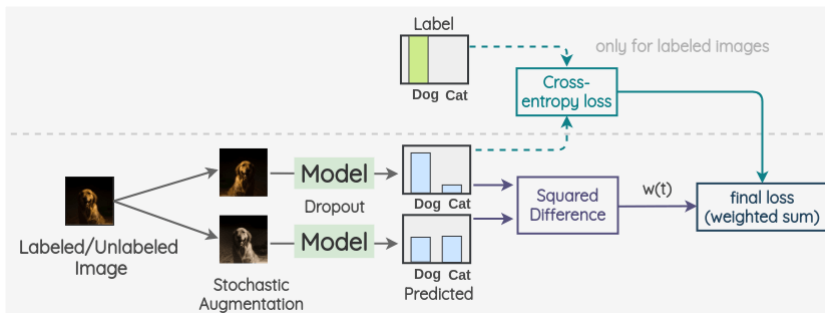 Label
only for labeled images
Dog Cat
Cross-
entropy loss
Model
Dropout
Dog Cat
Squared
Difference
w(t)
final loss
(weighted sum)
Labeled/Unlabeled
Image
Model
Stochastic
Augmentation
Dog Cat
Predicted